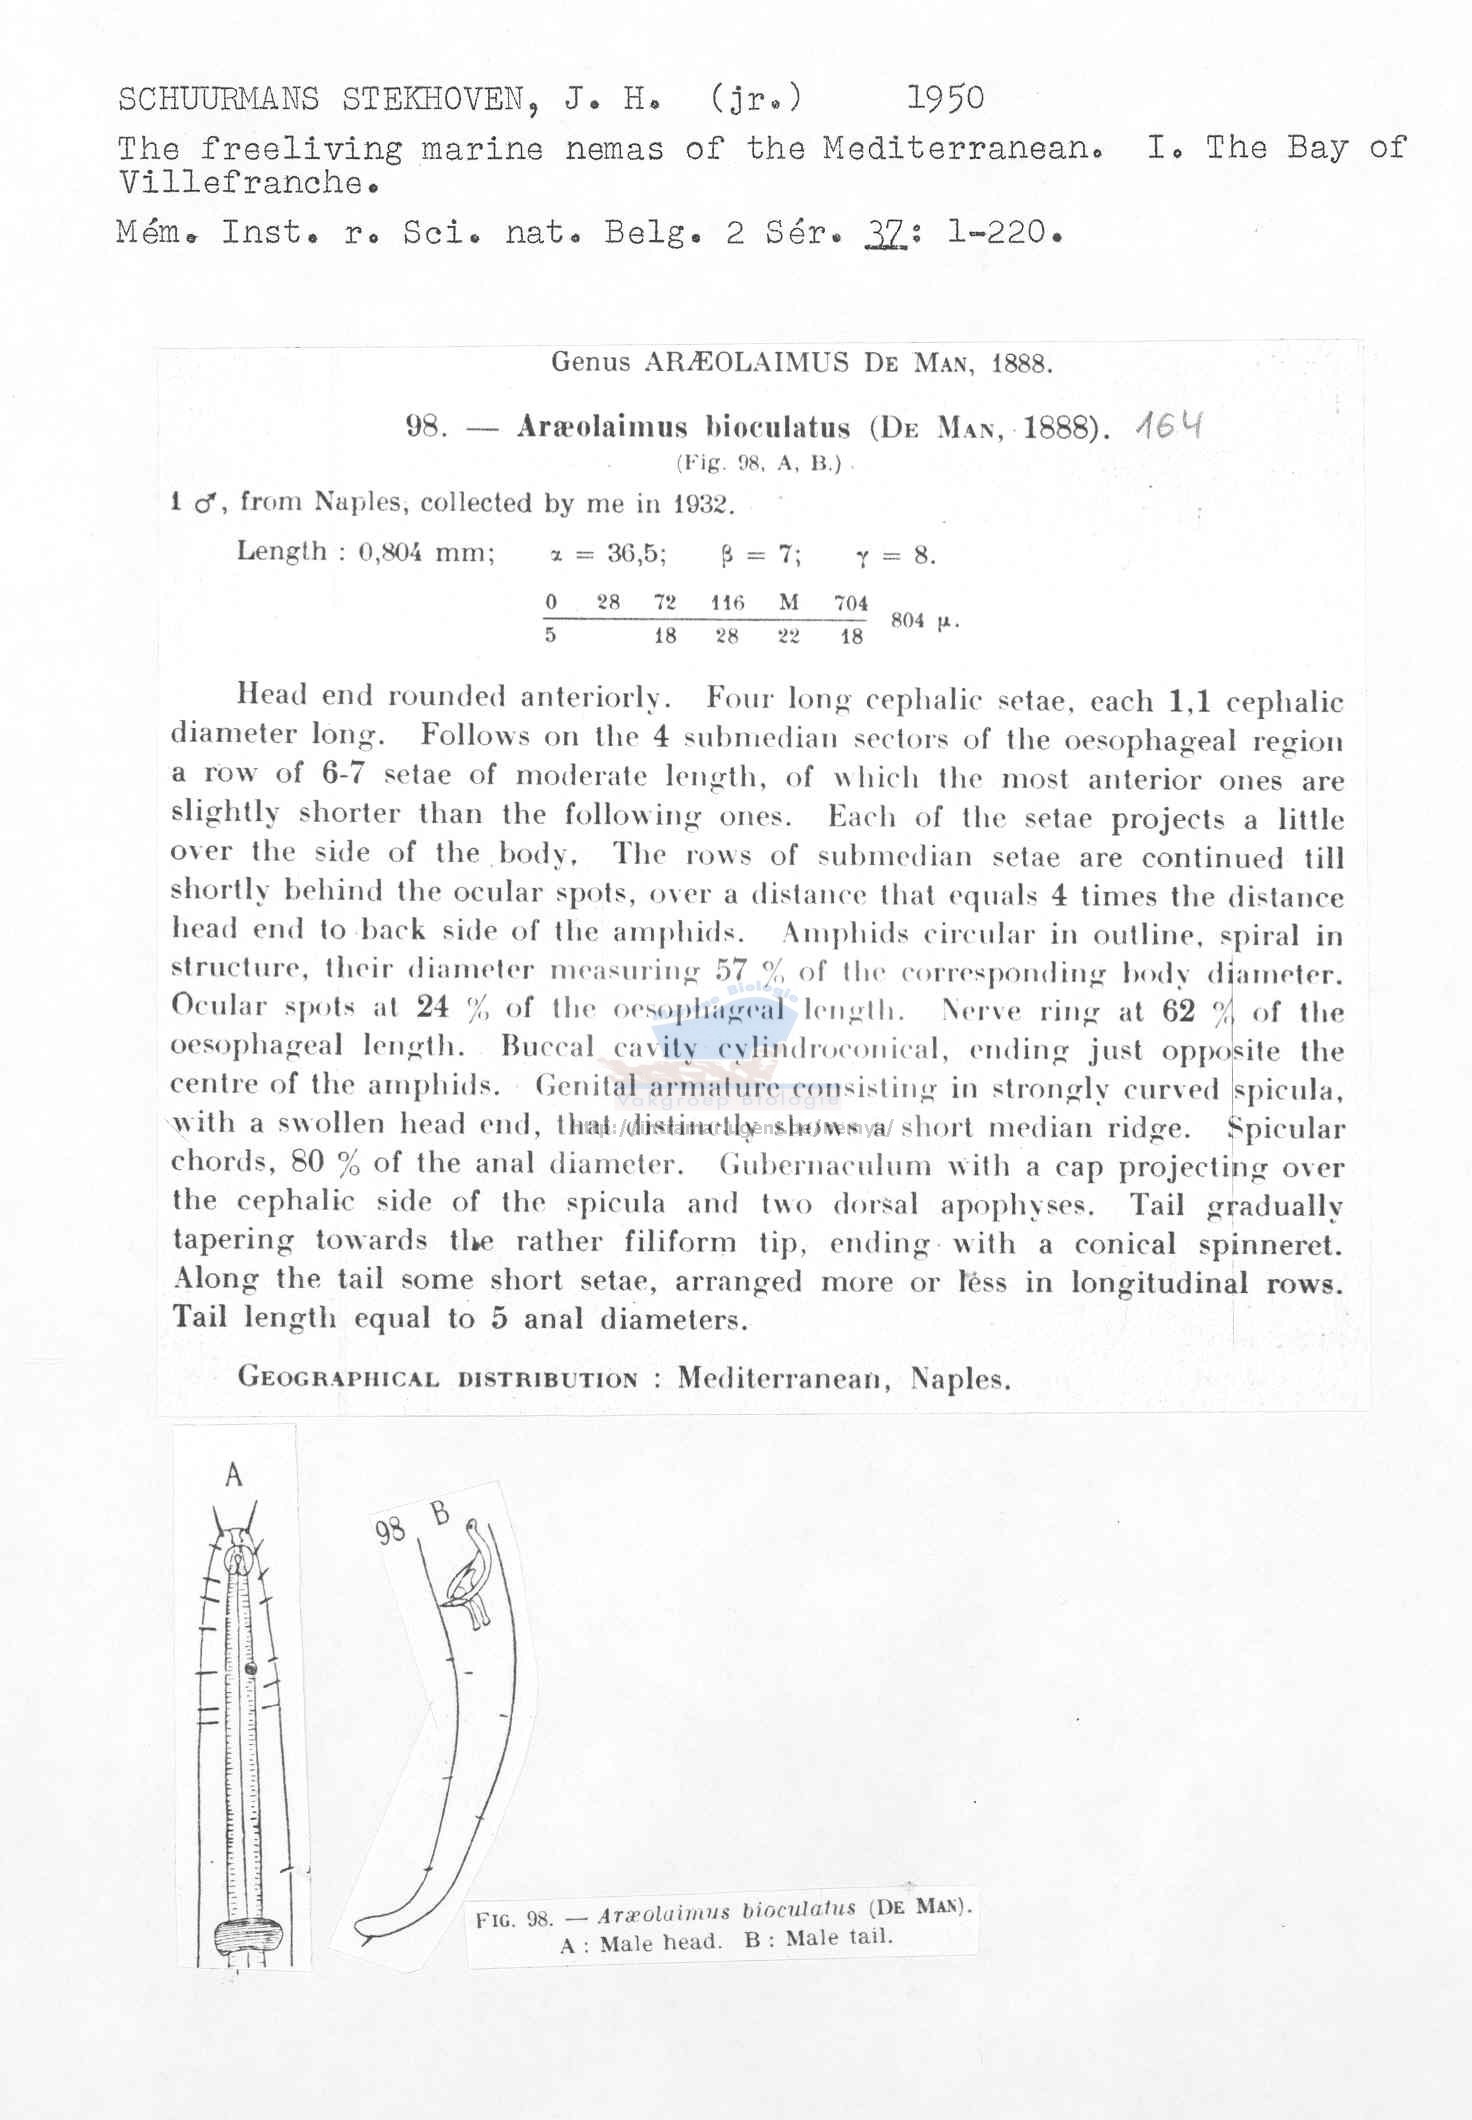 SCHUURMANS STEKHOVEN, J. H. (jr.) 1950
The freeliving marine nemas of the Mediterranean. I. The Bay of
Villefranche.
Mém. Inst. r. Sci. nat. Belg. 2 Sér. 37: 1-220.
Genus ARÆOLAIMUS DE MAN, 1888.
98. — Aræolaimus bioculatus (DE MAN, 1888). 164
(Fig. 98, A, B.)
1 ♂, from Naples, collected by me in 1932.
Length : 0,804 mm; α = 36,5; β = 7; γ = 8.
0 28 72 116 M 704
804 µ.
5 18 28 22 18
Head end rounded anteriorly. Four long cephalic setae, each 1,1 cephalic
diameter long. Follows on the 4 submedian sectors of the oesophageal region
a row of 6-7 setae of moderate length, of which the most anterior ones are
slightly shorter than the following ones. Each of the setae projects a little
over the side of the body, The rows of submedian setae are continued till
shortly behind the ocular spots, over a distance that equals 4 times the distance
head end to back side of the amphids. Amphids circular in outline, spiral in
structure, their diameter measuring 57 % of the corresponding body diameter.
Ocular spots at 24 % of the oesophageal length. Nerve ring at 62 % of the
oesophageal length. Buccal cavity cylindroconical, ending just opposite the
centre of the amphids. Genital armature consisting in strongly curved spicula,
Vakgroep Biologie
with a swollen head end, that distinctly shows a short median ridge. Spicular
chords, 80 % of the anal diameter. Gubernaculum with a cap projecting over
the cephalic side of the spicula and two dorsal apophyses. Tail gradually
tapering towards the rather filiform tip, ending with a conical spinneret.
Along the tail some short setae, arranged more or less in longitudinal rows.
Tail length equal to 5 anal diameters.
GEOGRAPHICAL DISTRIBUTION : Mediterranean, Naples.
A
98 B
FIG. 98. — Aræolaimus bioculatus (DE MAN).
A : Male head. B : Male tail.